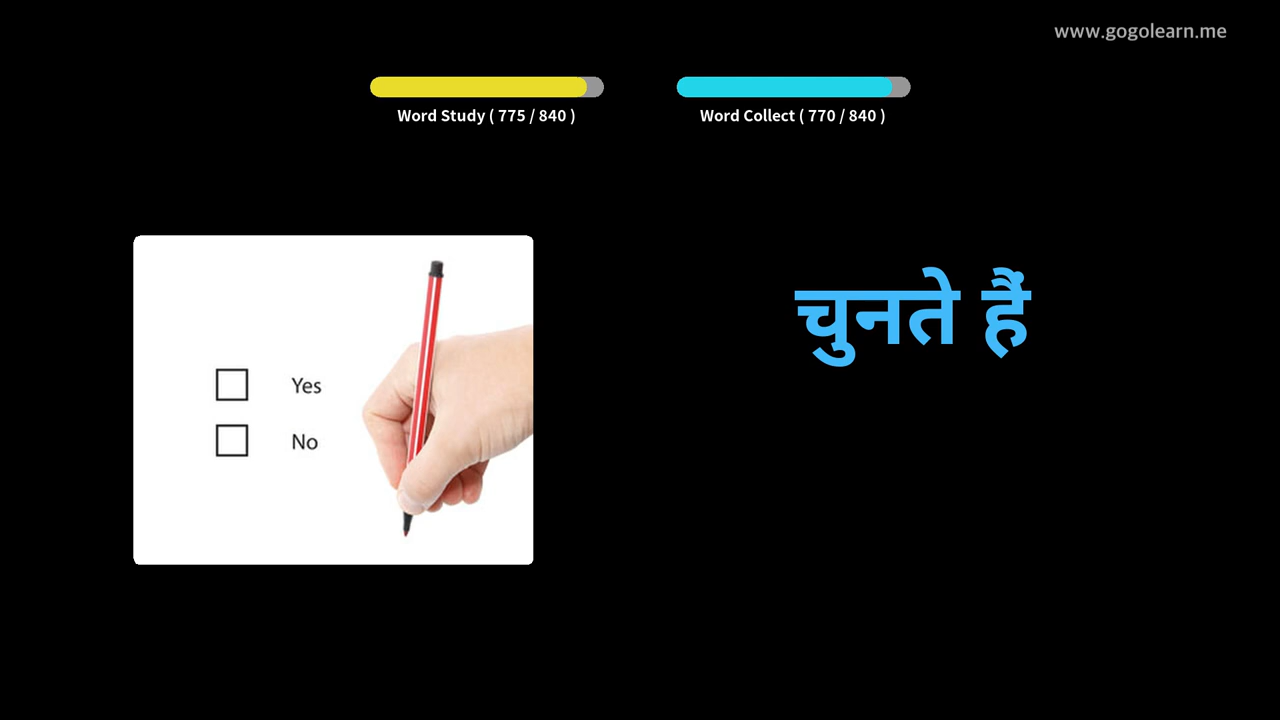 www.gogolearn.me
Word Study ( 775 / 840 )
Word Collect ( 770 / 840 )
चुनते हैं
Yes
No